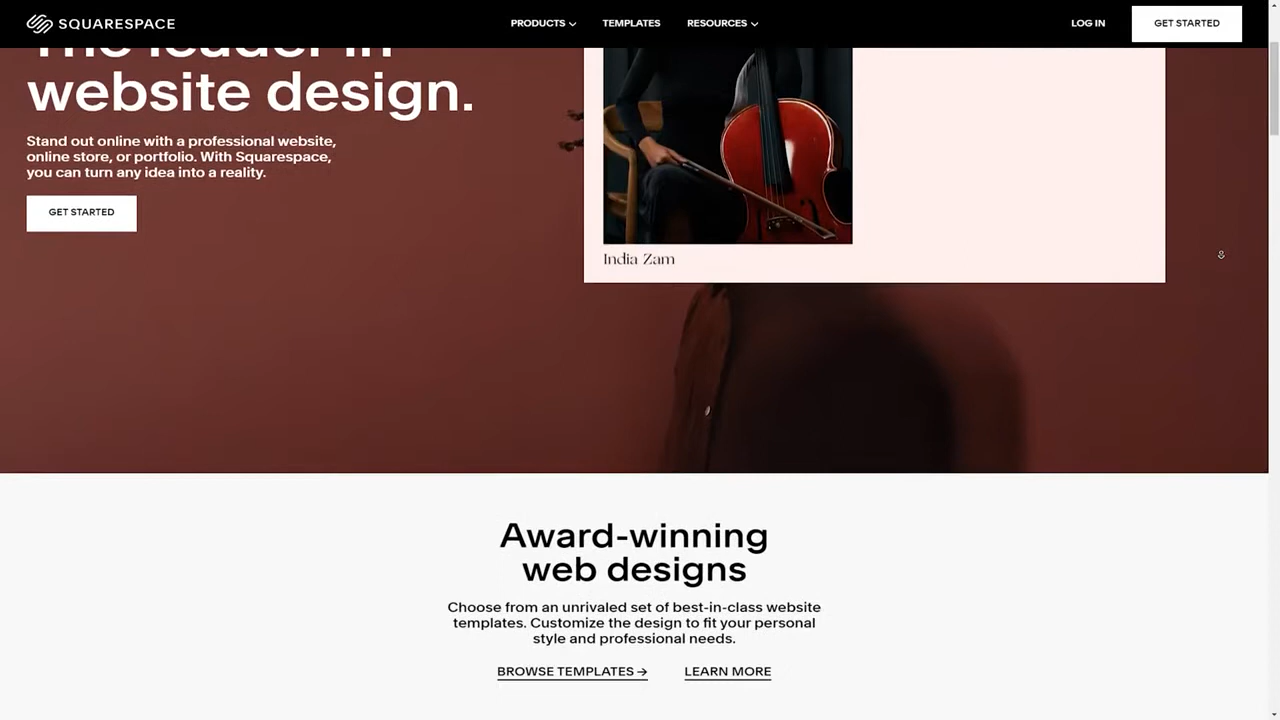 SQUARESPACE
PRODUCTS
TEMPLATES
RESOURCES
LOG IN
GET STARTED
The leader in
website design.
Stand out online with a professional website,
online store, or portfolio. With Squarespace,
you can turn any idea into a reality.
GET STARTED
India Zam
Award-winning
web designs
Choose from an unrivaled set of best-in-class website
templates. Customize the design to fit your personal
style and professional needs.
BROWSE TEMPLATES →
LEARN MORE